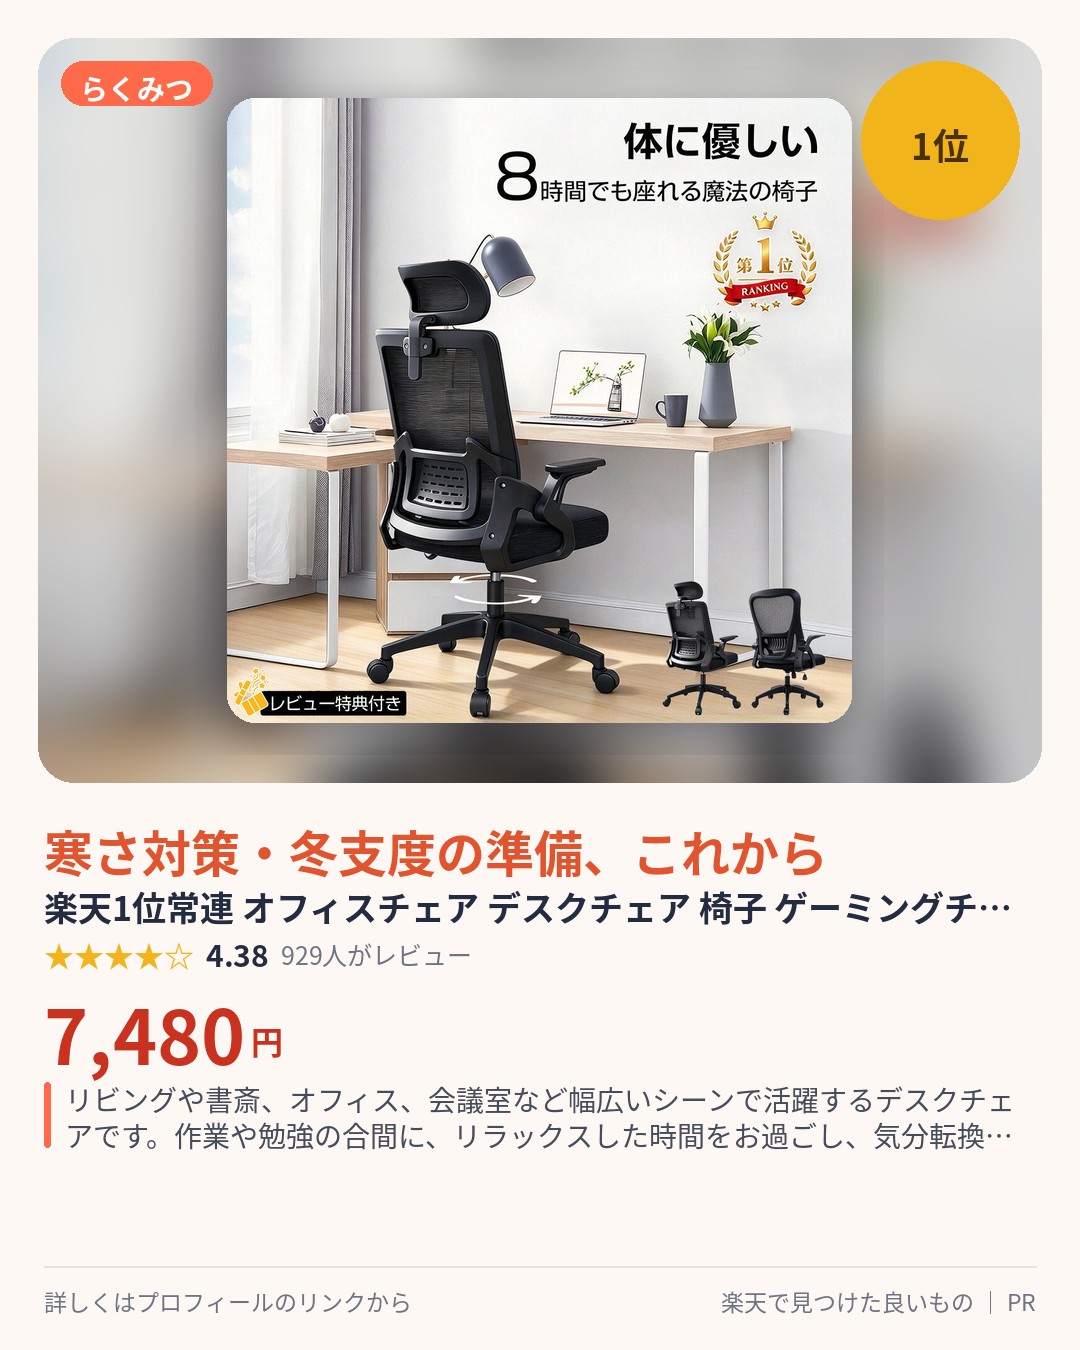 らくみつ
1位
体に優しい
8時間でも座れる魔法の椅子
第1位
RANKING
レビュー特典付き
寒さ対策・冬支度の準備、これから
楽天1位常連 オフィスチェア デスクチェア 椅子 ゲーミングチ…
★★★★☆ 4.38 929人がレビュー
7,480円
リビングや書斎、オフィス、会議室など幅広いシーンで活躍するデスクチェ
アです。作業や勉強の合間に、リラックスした時間をお過ごし、気分転換…
詳しくはプロフィールのリンクから
楽天で見つけた良いもの｜PR